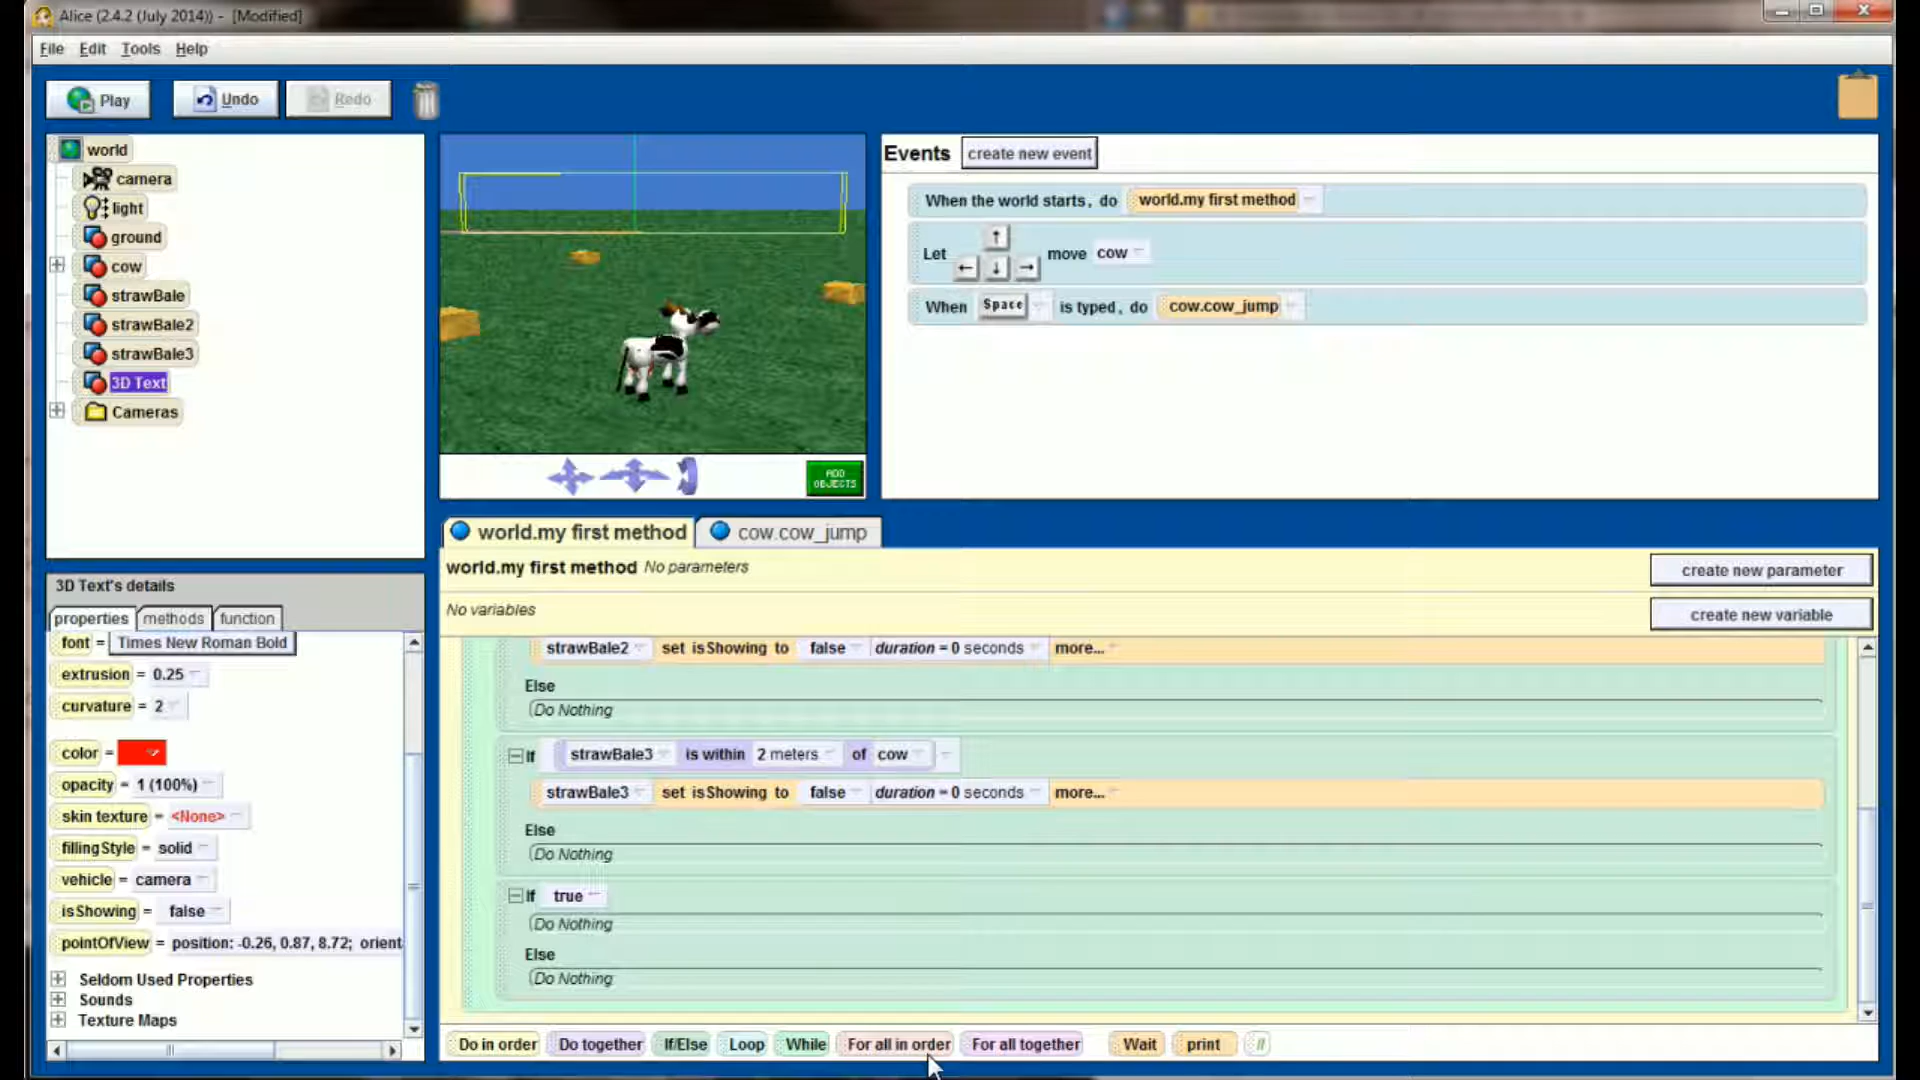 Alice (2.4.2 (July 2014)) - [Modified]
File Edit Tools Help
Play Undo Redo
world
camera
light
ground
cow
strawBale
strawBale2
strawBale3
3D Text
Cameras
ADD OBJECTS
Events create new event
When the world starts, do world.my first method
Let move cow
When Space is typed, do cow.cow_jump
3D Text's details
properties methods function
font = Times New Roman Bold
extrusion = 0.25
curvature = 2
color =
opacity = 1 (100%)
skin texture = <None>
fillingStyle = solid
vehicle = camera
isShowing = false
pointOfView = position: -0.26, 0.87, 8.72; orient
Seldom Used Properties
Sounds
Texture Maps
world.my first method cow.cow_jump
world.my first method No parameters create new parameter
No variables create new variable
strawBale2 set isShowing to false duration = 0 seconds more...
Else
(Do Nothing
If strawBale3 is within 2 meters of cow
strawBale3 set isShowing to false duration = 0 seconds more...
Else
(Do Nothing
If true
(Do Nothing
Else
(Do Nothing
Do in order Do together If/Else Loop While For all in order For all together Wait print //